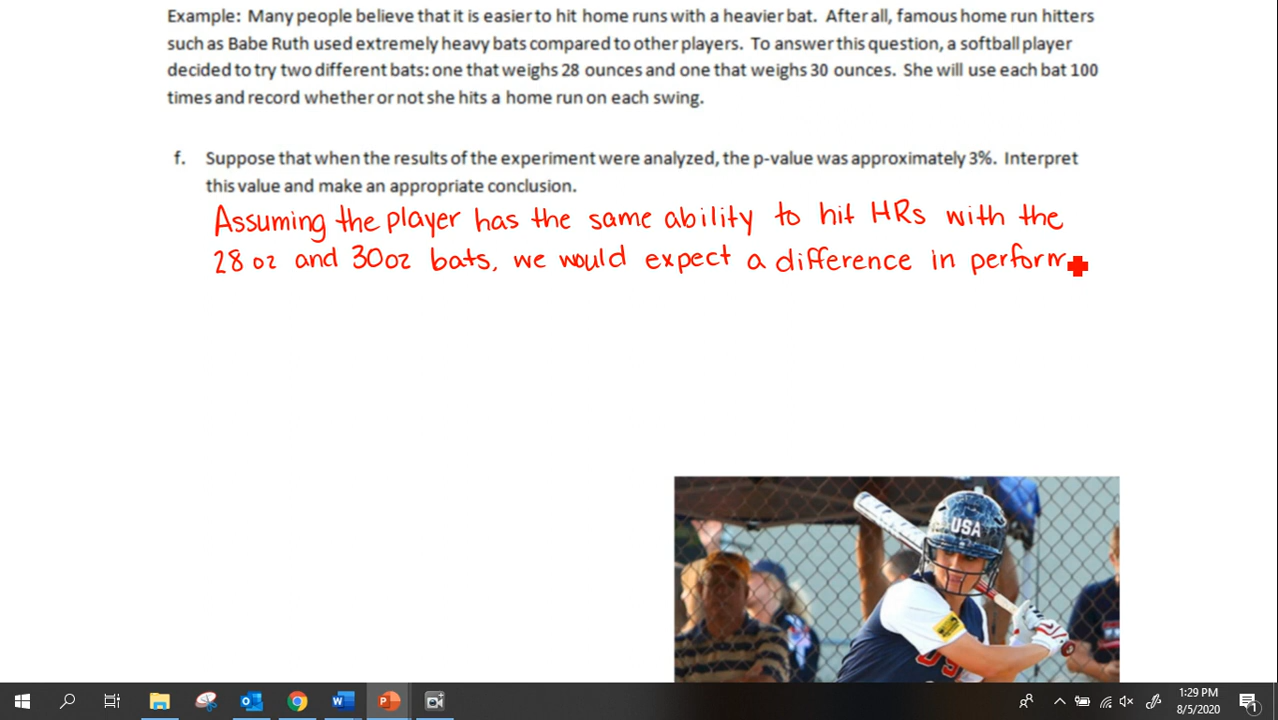 Example: Many people believe that it is easier to hit home runs with a heavier bat. After all, famous home run hitters
such as Babe Ruth used extremely heavy bats compared to other players. To answer this question, a softball player
decided to try two different bats: one that weighs 28 ounces and one that weighs 30 ounces. She will use each bat 100
times and record whether or not she hits a home run on each swing.
f. Suppose that when the results of the experiment were analyzed, the p-value was approximately 3%. Interpret
this value and make an appropriate conclusion.
Assuming the player has the same ability to hit HRs with the
28 oz and 30oz bats, we would expect a difference in perform
USA
1:29 PM
8/5/2020